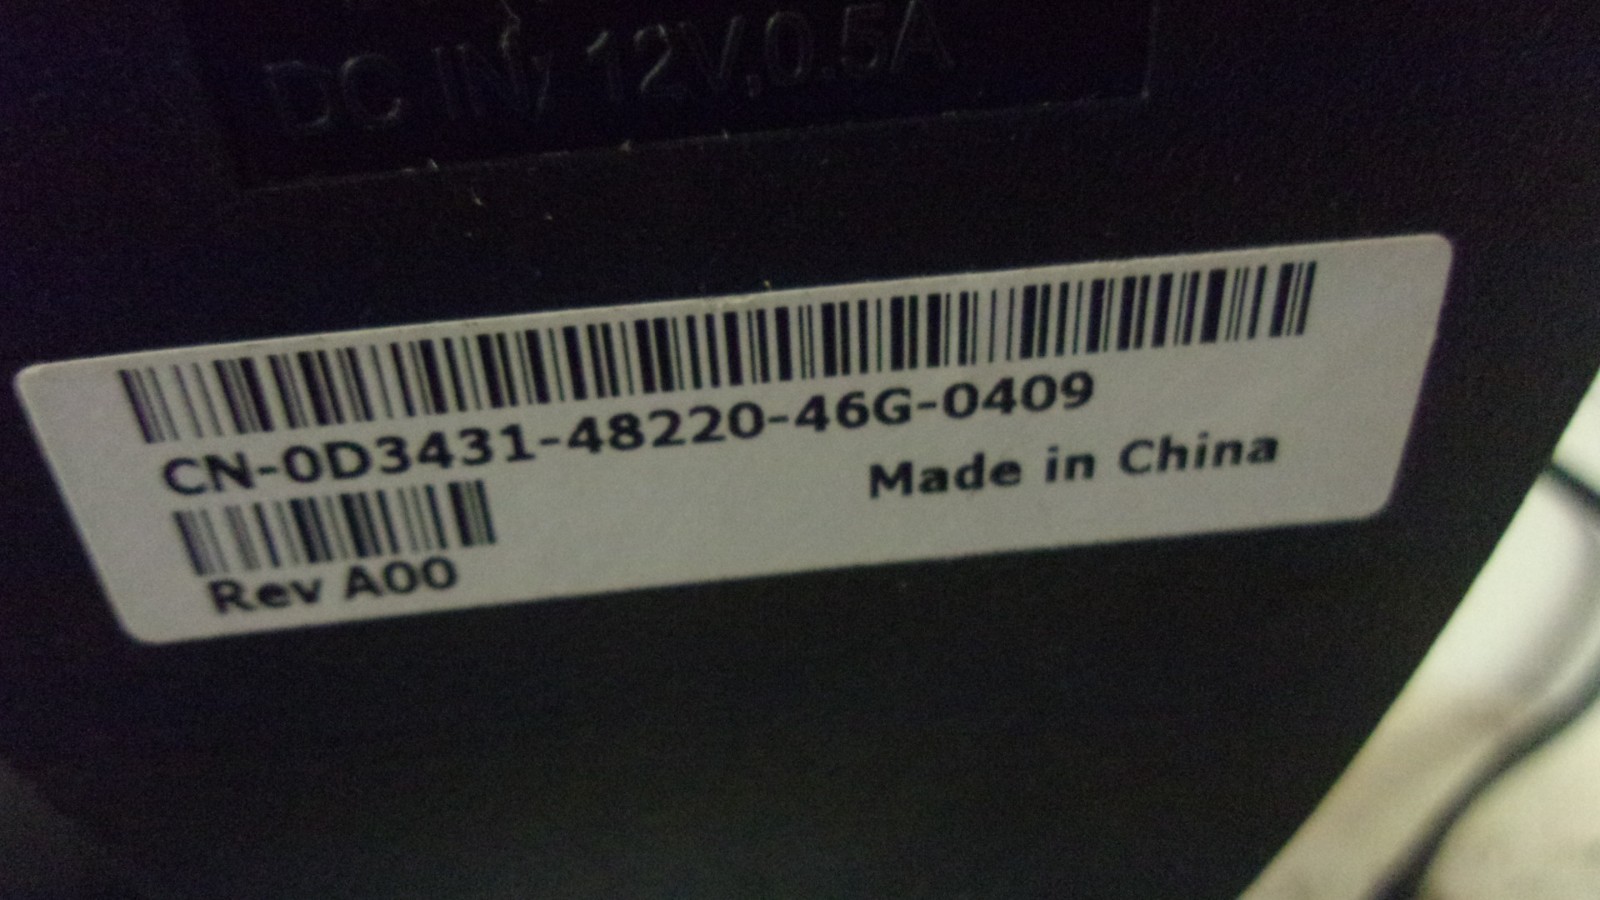 DC IN, 12V,0.5A
CN-0D3431-48220-46G-0409
Made in China
Rev A00